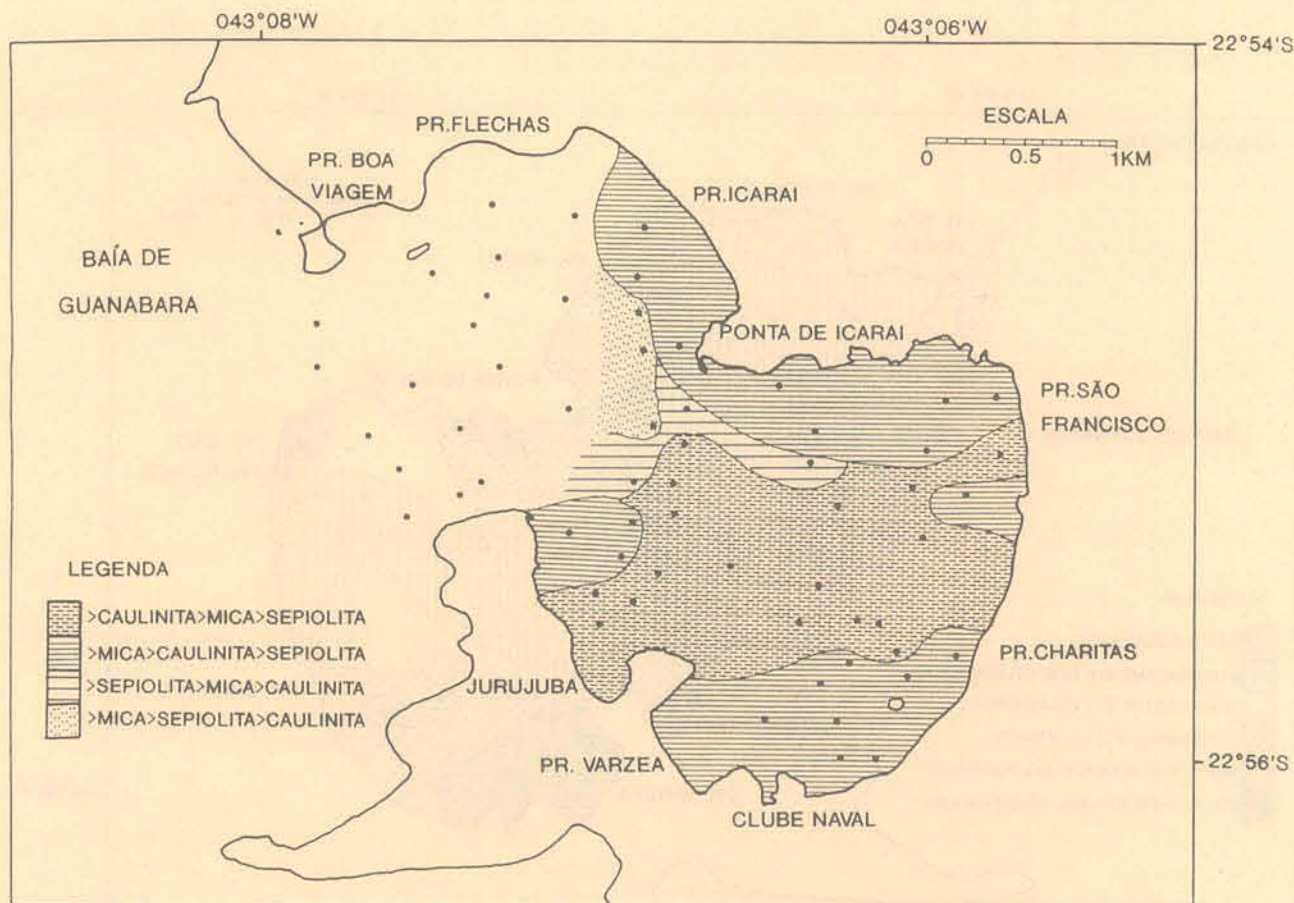 043°08'W
043°06'W
22°54'S
PR.FLECHAS
ESCALA
0 0.5 1KM
PR. BOA
VIAGEM
PR.ICARAI
BAÍA DE
GUANABARA
PONTA DE ICARAI
PR.SÃO
FRANCISCO
LEGENDA
>CAULINITA>MICA>SEPIOLITA
>MICA>CAULINITA>SEPIOLITA
>SEPIOLITA>MICA>CAULINITA
>MICA>SEPIOLITA>CAULINITA
JURUJUBA
PR.CHARITAS
PR. VARZEA
22°56'S
CLUBE NAVAL